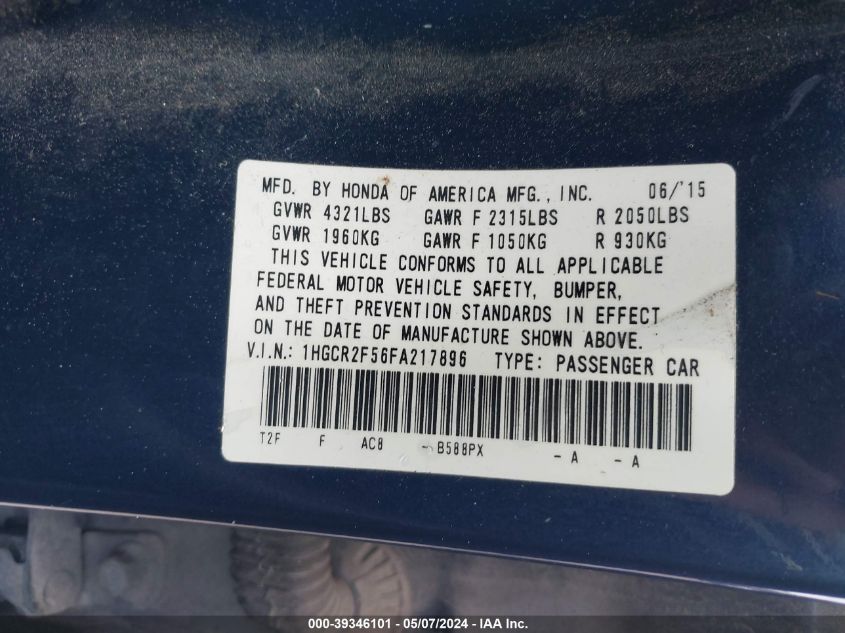 MFD. BY HONDA OF AMERICA MFG., INC. 06/'15
GVWR 4321LBS GAWR F 2315LBS R 2050LBS
GVWR 1960KG GAWR F 1050KG R 930KG
THIS VEHICLE CONFORMS TO ALL APPLICABLE
FEDERAL MOTOR VEHICLE SAFETY, BUMPER,
AND THEFT PREVENTION STANDARDS IN EFFECT
ON THE DATE OF MANUFACTURE SHOWN ABOVE.
V.I.N.: 1HGCR2F56FA217896 TYPE: PASSENGER CAR
T2F F AC8 - B588PX - A - A
000-39346101 - 05/07/2024 - IAA Inc.